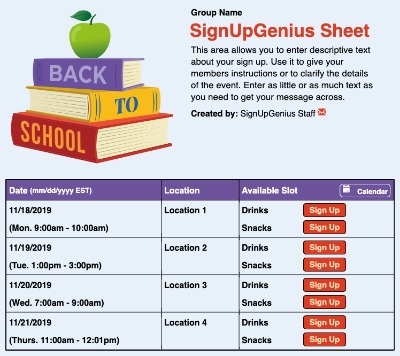 BACK
TO
SCHOOL
Group Name
SignUpGenius Sheet
This area allows you to enter descriptive text
about your sign up. Use it to give your
members instructions or to clarify the details
of the event. Enter as little or as much text as
you need to get your message across.
Created by: SignUpGenius Staff
Date (mm/dd/yyyy EST) Location Available Slot Calendar
11/18/2019 Location 1 Drinks Sign Up
(Mon. 9:00am - 10:00am) Snacks Sign Up
11/19/2019 Location 2 Drinks Sign Up
(Tue. 1:00pm - 3:00pm) Snacks Sign Up
11/20/2019 Location 3 Drinks Sign Up
(Wed. 7:00am - 9:00am) Snacks Sign Up
11/21/2019 Location 4 Drinks Sign Up
(Thurs. 11:00am - 12:01pm) Snacks Sign Up